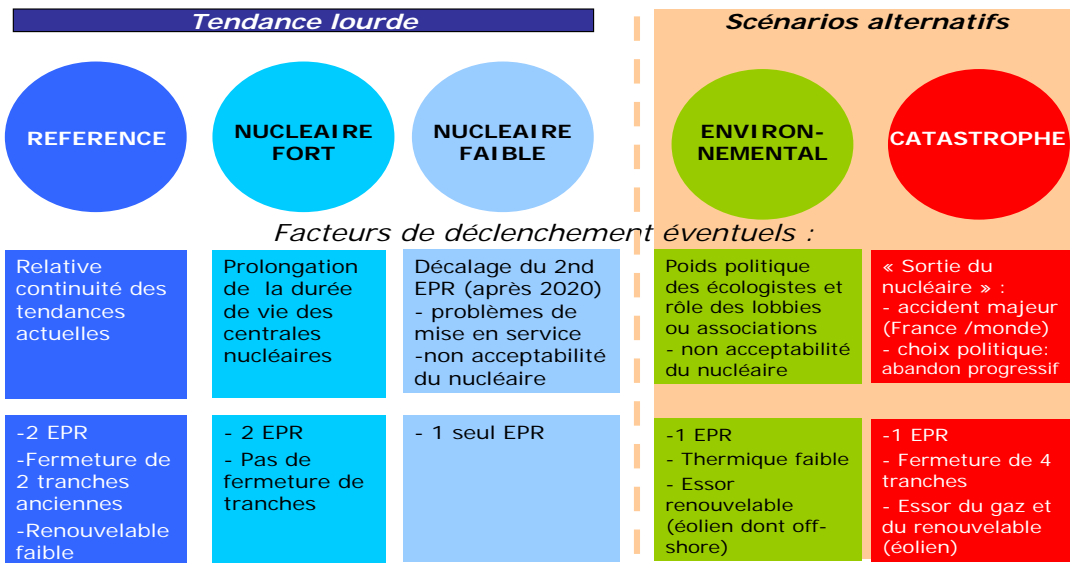 Tendance lourde
Scénarios alternatifs
REFERENCE
NUCLEAIRE
FORT
NUCLEAIRE
FAIBLE
ENVIRON-
NEMENTAL
CATASTROPHE
Facteurs de déclenchement éventuels :
Relative
continuité des
tendances
actuelles
Prolongation
de la durée
de vie des
centrales
nucléaires
Décalage du 2nd
EPR (après 2020)
- problèmes de
mise en service
-non acceptabilité
du nucléaire
Poids politique
des écologistes et
rôle des lobbies
ou associations
- non acceptabilité
du nucléaire
« Sortie du
nucléaire » :
- accident majeur
(France /monde)
- choix politique:
abandon progressif
-2 EPR
-Fermeture de
2 tranches
anciennes
-Renouvelable
faible
- 2 EPR
- Pas de
fermeture de
tranches
- 1 seul EPR
-1 EPR
- Thermique faible
- Essor
renouvelable
(éolien dont off-
shore)
-1 EPR
- Fermeture de 4
tranches
- Essor du gaz et
du renouvelable
(éolien)